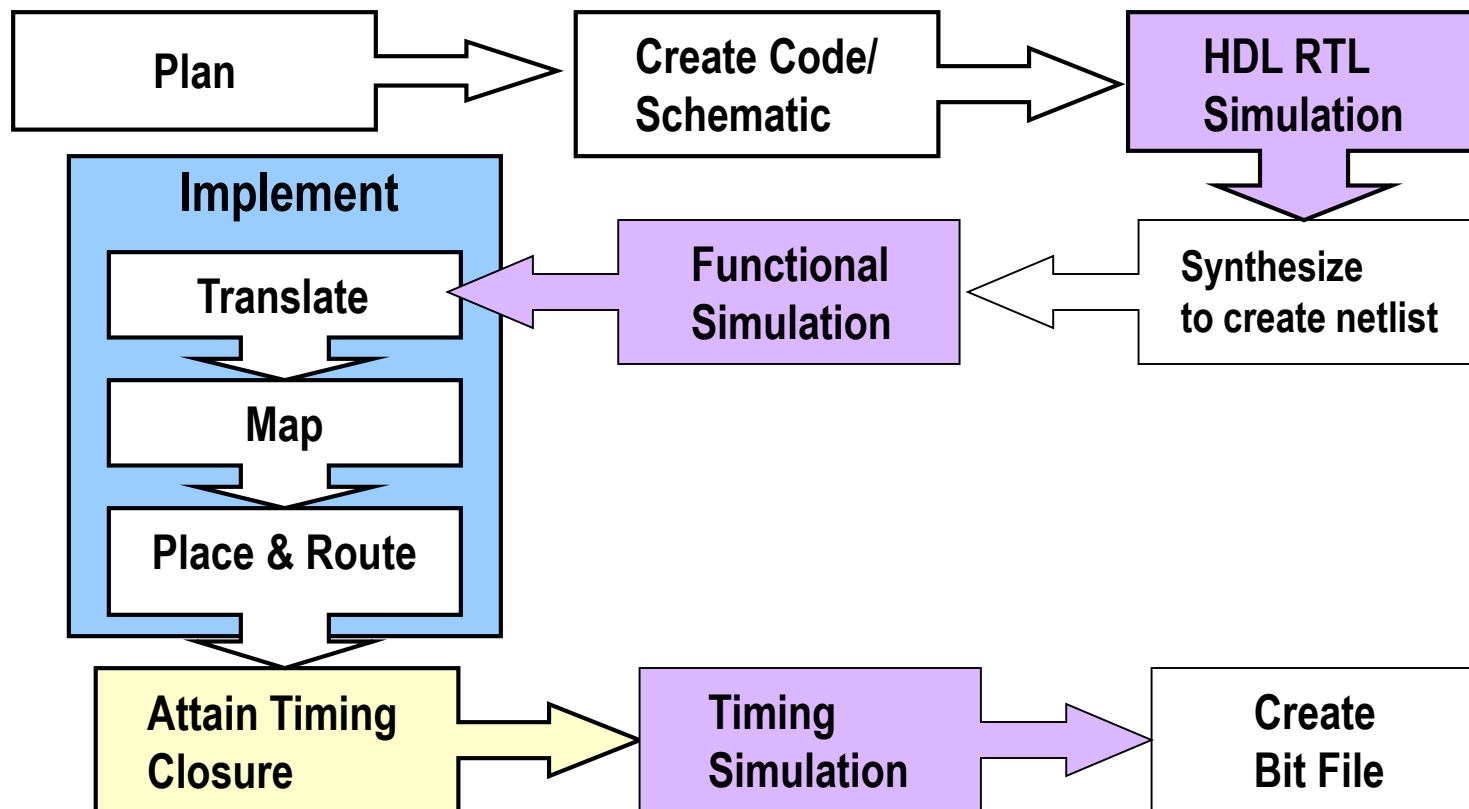 Plan
Create Code/
Schematic
HDL RTL
Simulation
Synthesize
to create netlist
Functional
Simulation
Implement
Translate
Map
Place & Route
Attain Timing
Closure
Timing
Simulation
Create
Bit File